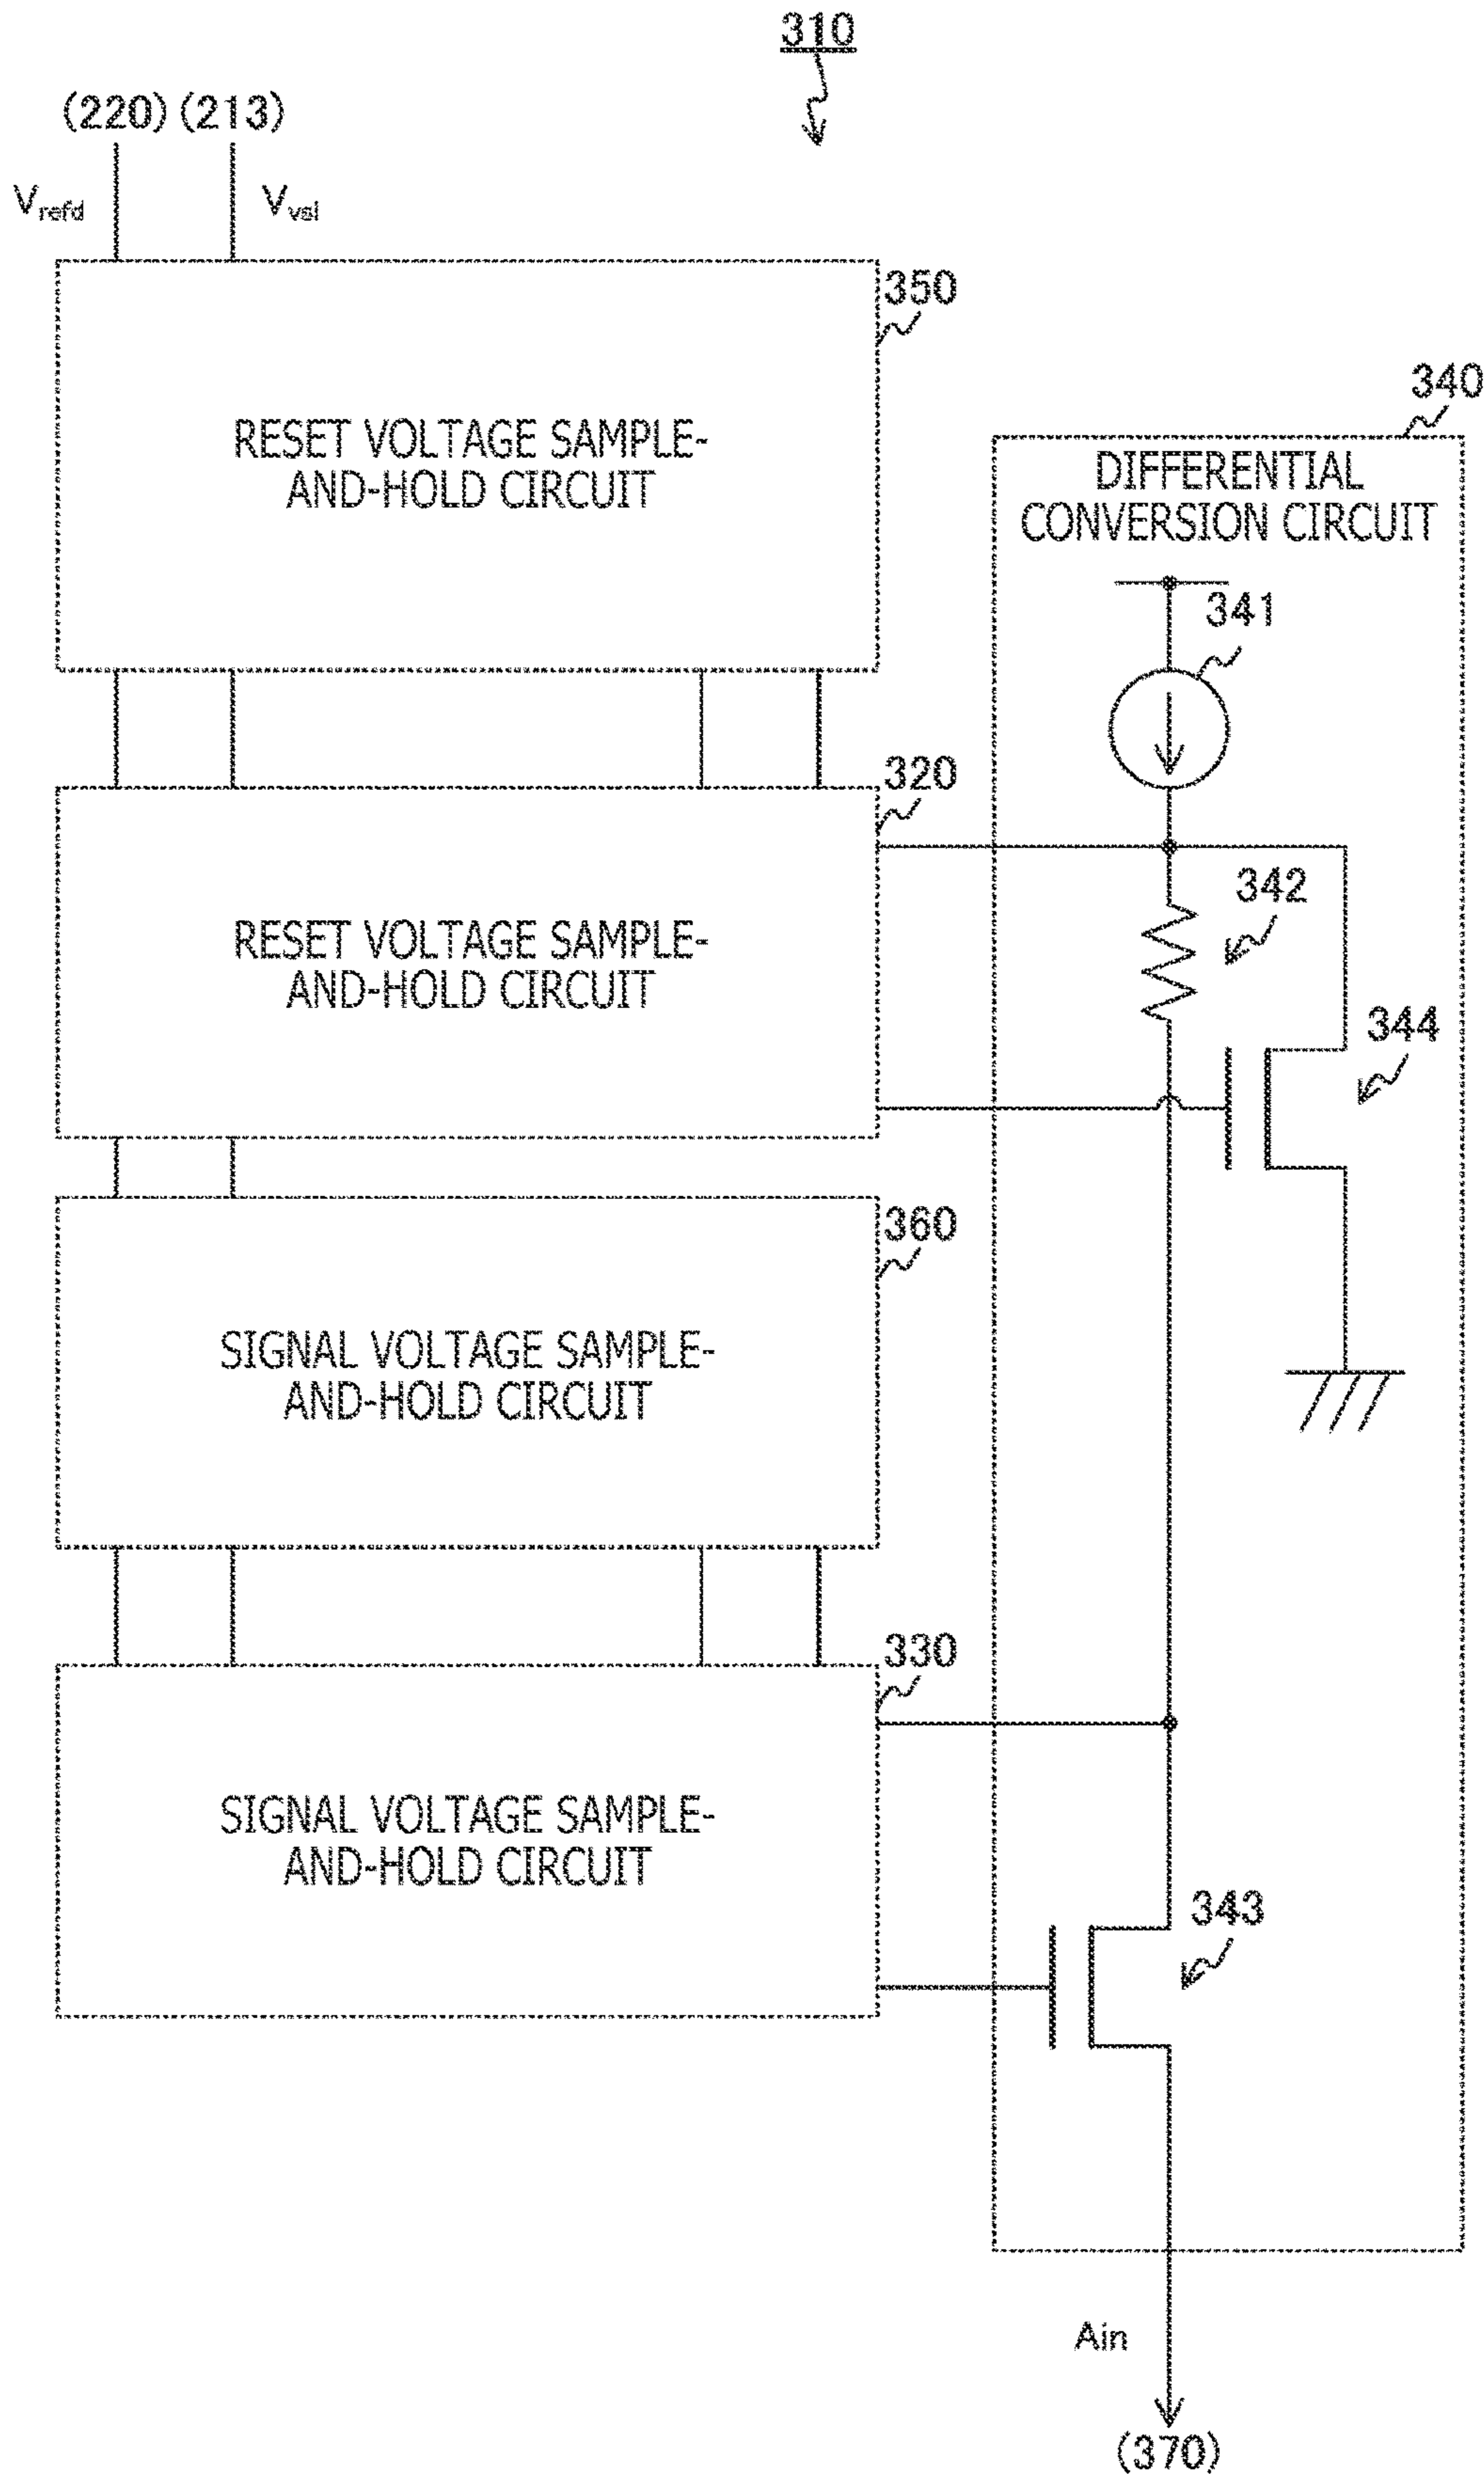 310
(220) (213)
Vrefd Vvsl
350
RESET VOLTAGE SAMPLE-
AND-HOLD CIRCUIT
340
DIFFERENTIAL
CONVERSION CIRCUIT
341
320
RESET VOLTAGE SAMPLE-
AND-HOLD CIRCUIT
342
344
360
SIGNAL VOLTAGE SAMPLE-
AND-HOLD CIRCUIT
330
SIGNAL VOLTAGE SAMPLE-
AND-HOLD CIRCUIT
343
Ain
(370)